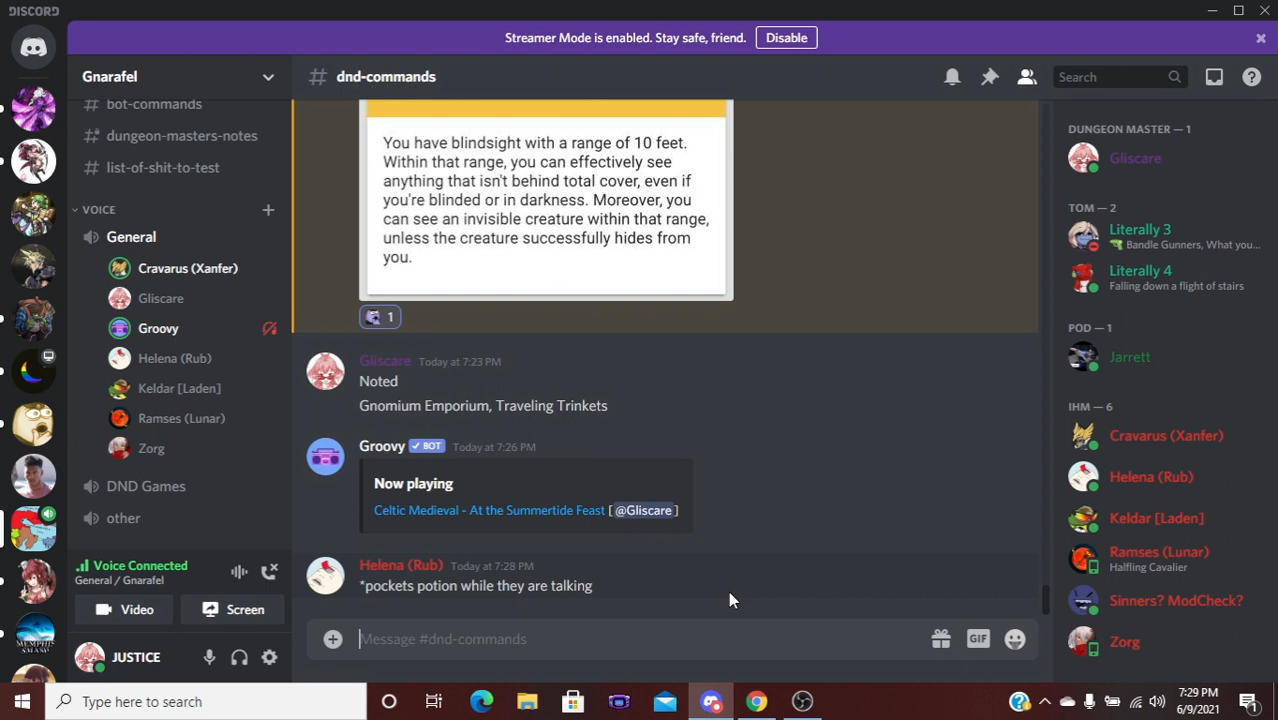 DISCORD
Streamer Mode is enabled. Stay safe, friend. Disable
Gnarafel
# dnd-commands
Search
# bot-commands
dungeon-masters-notes
# list-of-shit-to-test
VOICE
General
Cravarus (Xanfer)
Gliscare
Groovy
Helena (Rub)
Keldar [Laden]
Ramses (Lunar)
Zorg
DND Games
other
Voice Connected
General / Gnarafel
Video
Screen
JUSTICE
You have blindsight with a range of 10 feet.
Within that range, you can effectively see
anything that isn't behind total cover, even if
you're blinded or in darkness. Moreover, you
can see an invisible creature within that range,
unless the creature successfully hides from
you.
1
Gliscare Today at 7:23 PM
Noted
Gnomium Emporium, Traveling Trinkets
Groovy BOT Today at 7:26 PM
Now playing
Celtic Medieval - At the Summertide Feast [ @Gliscare ]
Helena (Rub) Today at 7:28 PM
*pockets potion while they are talking
Message #dnd-commands
GIF
DUNGEON MASTER — 1
Gliscare
TOM — 2
Literally 3
Bandle Gunners, What you...
Literally 4
Falling down a flight of stairs
POD — 1
Jarrett
IHM — 6
Cravarus (Xanfer)
Helena (Rub)
Keldar [Laden]
Ramses (Lunar)
Halfling Cavalier
Sinners? ModCheck?
Zorg
Type here to search
7:29 PM
6/9/2021
1